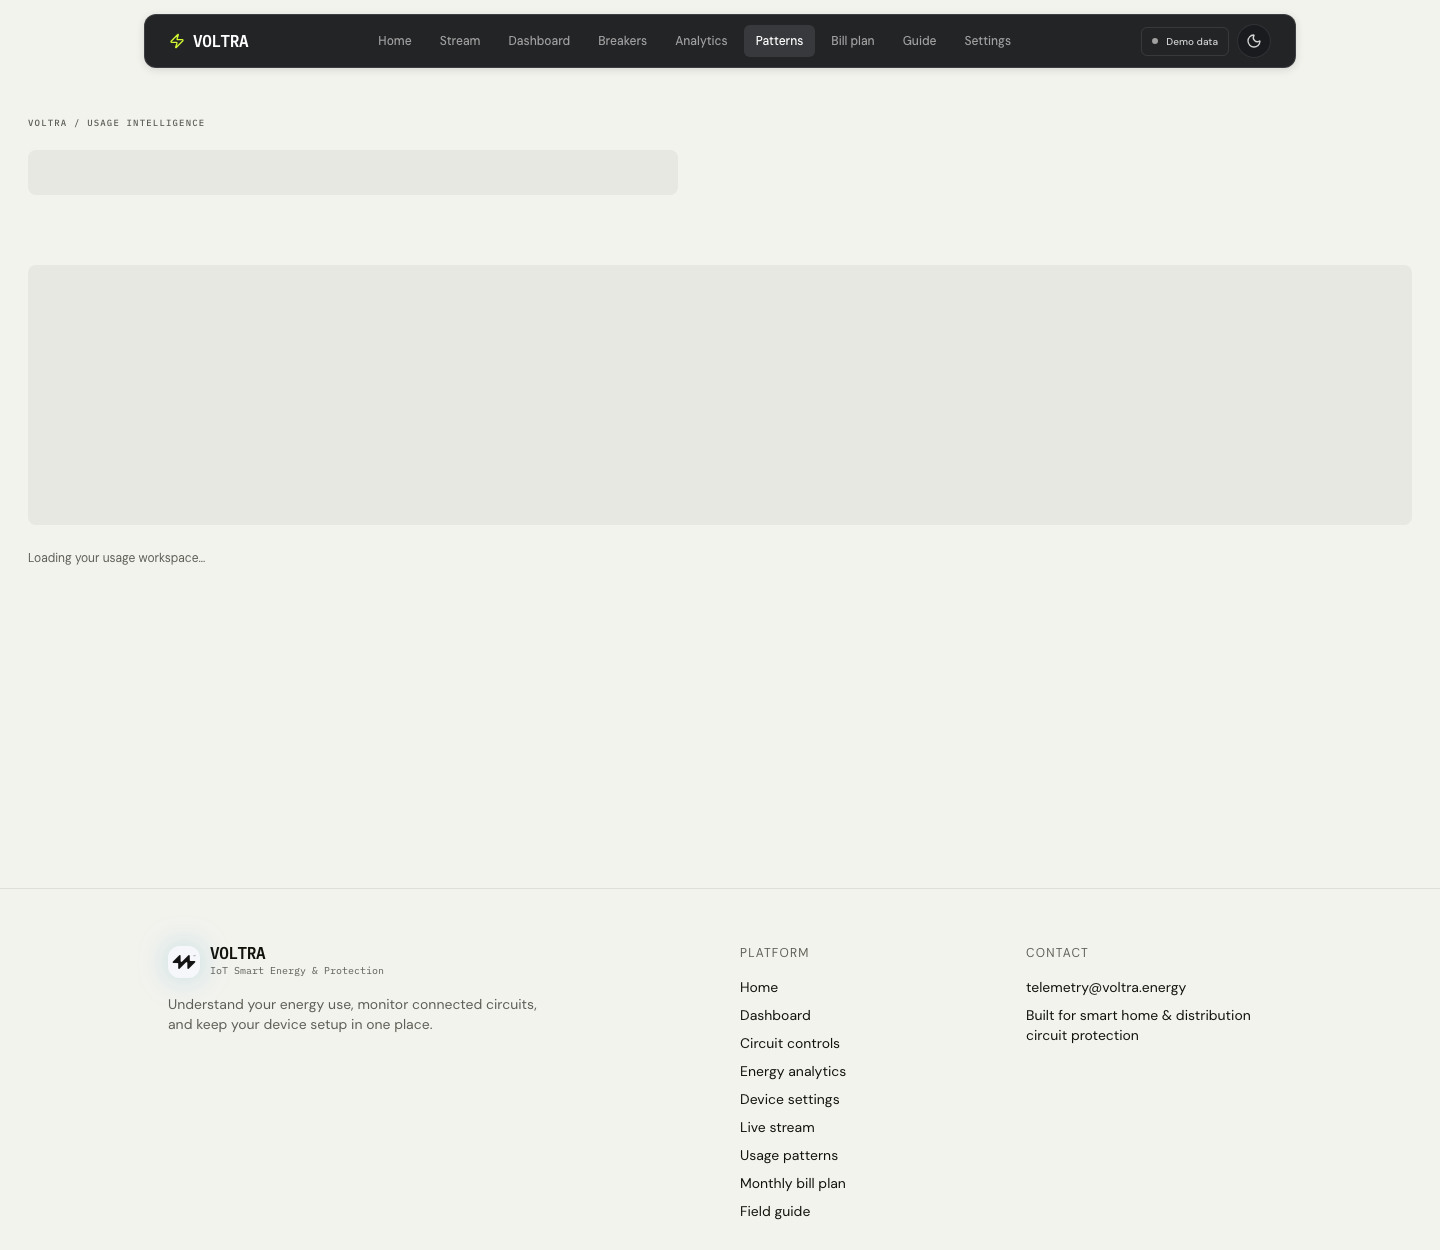 VOLTRA
Home Stream Dashboard Breakers Analytics Patterns Bill plan Guide Settings
Demo data
VOLTRA / USAGE INTELLIGENCE
Loading your usage workspace…
VOLTRA
IoT Smart Energy & Protection
Understand your energy use, monitor connected circuits,
and keep your device setup in one place.
PLATFORM
Home
Dashboard
Circuit controls
Energy analytics
Device settings
Live stream
Usage patterns
Monthly bill plan
Field guide
CONTACT
telemetry@voltra.energy
Built for smart home & distribution
circuit protection